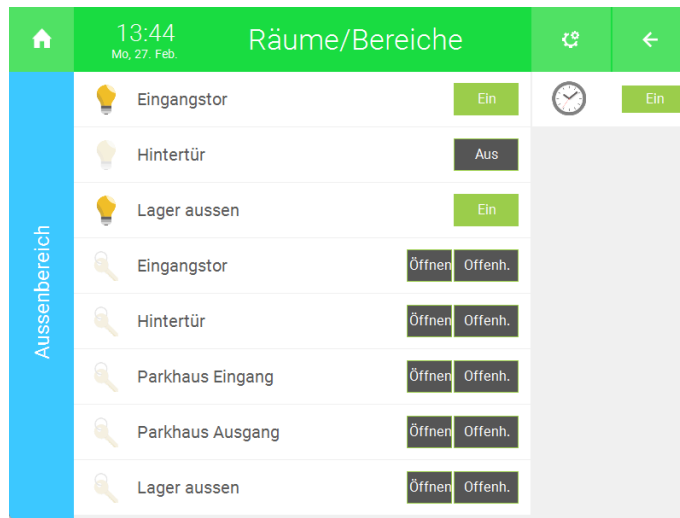 13:44
Mo, 27. Feb.
Räume/Bereiche
Aussenbereich
Eingangstor Ein
Ein
Hintertür Aus
Lager aussen Ein
Eingangstor Öffnen Offenh.
Hintertür Öffnen Offenh.
Parkhaus Eingang Öffnen Offenh.
Parkhaus Ausgang Öffnen Offenh.
Lager aussen Öffnen Offenh.